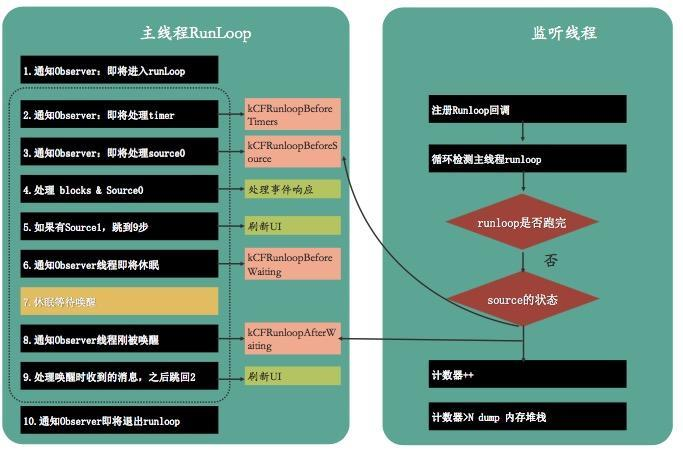 主线程RunLoop
1. 通知Observer：即将进入runLoop
2. 通知Observer：即将处理timer
kCFRunloopBefore
Timers
3. 通知Observer：即将处理source0
kCFRunloopBeforeS
ource
4. 处理 blocks & Source0
处理事件响应
5. 如果有Source1，跳到9步
刷新UI
6. 通知Observer线程即将休眠
kCFRunloopBefore
Waiting
7. 休眠等待唤醒
8. 通知Observer线程刚被唤醒
kCFRunloopAfterW
aiting
9. 处理唤醒时收到的消息，之后跳回2
刷新UI
10. 通知Observer即将退出runloop
监听线程
注册Runloop回调
循环检测主线程runloop
runloop是否跑完
否
source的状态
计数器++
计数器>N dump 内存堆栈